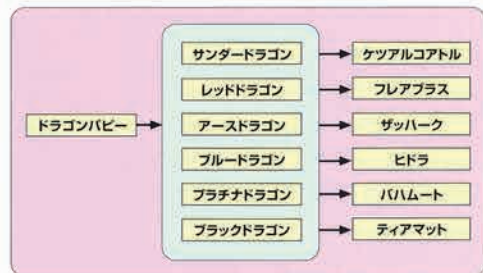 サンダードラゴン
ケツアルコアトル
レッドドラゴン
フレアブラス
ドラゴンパピー
アースドラゴン
ザッハーク
ブルードラゴン
ヒドラ
プラチナドラゴン
バハムート
ブラックドラゴン
ティアマット